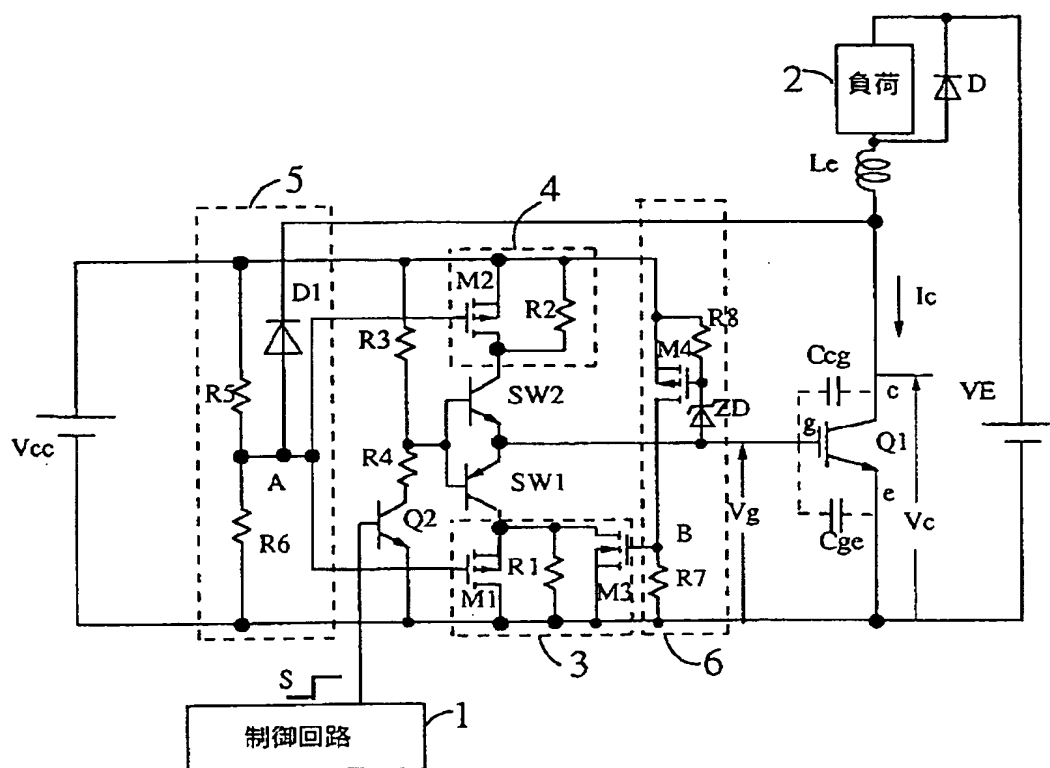 2
負荷
D
Le
5
4
M2
D1
R2
Ic
R3
R8
M4
Ccg
c
VE
R5
SW2
ZD
g
Q1
Vcc
A
R4
SW1
e
Q2
Vg
Vc
R6
B
Cge
R1
M1
M3
R7
3
6
S
1
制御回路